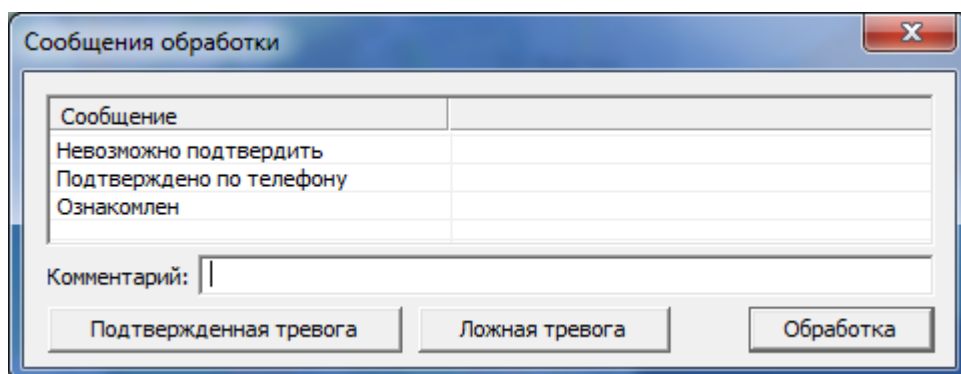 Сообщения обработки
Сообщение
Невозможно подтвердить
Подтверждено по телефону
Ознакомлен
Комментарий:
Подтвержденная тревога Ложная тревога Обработка